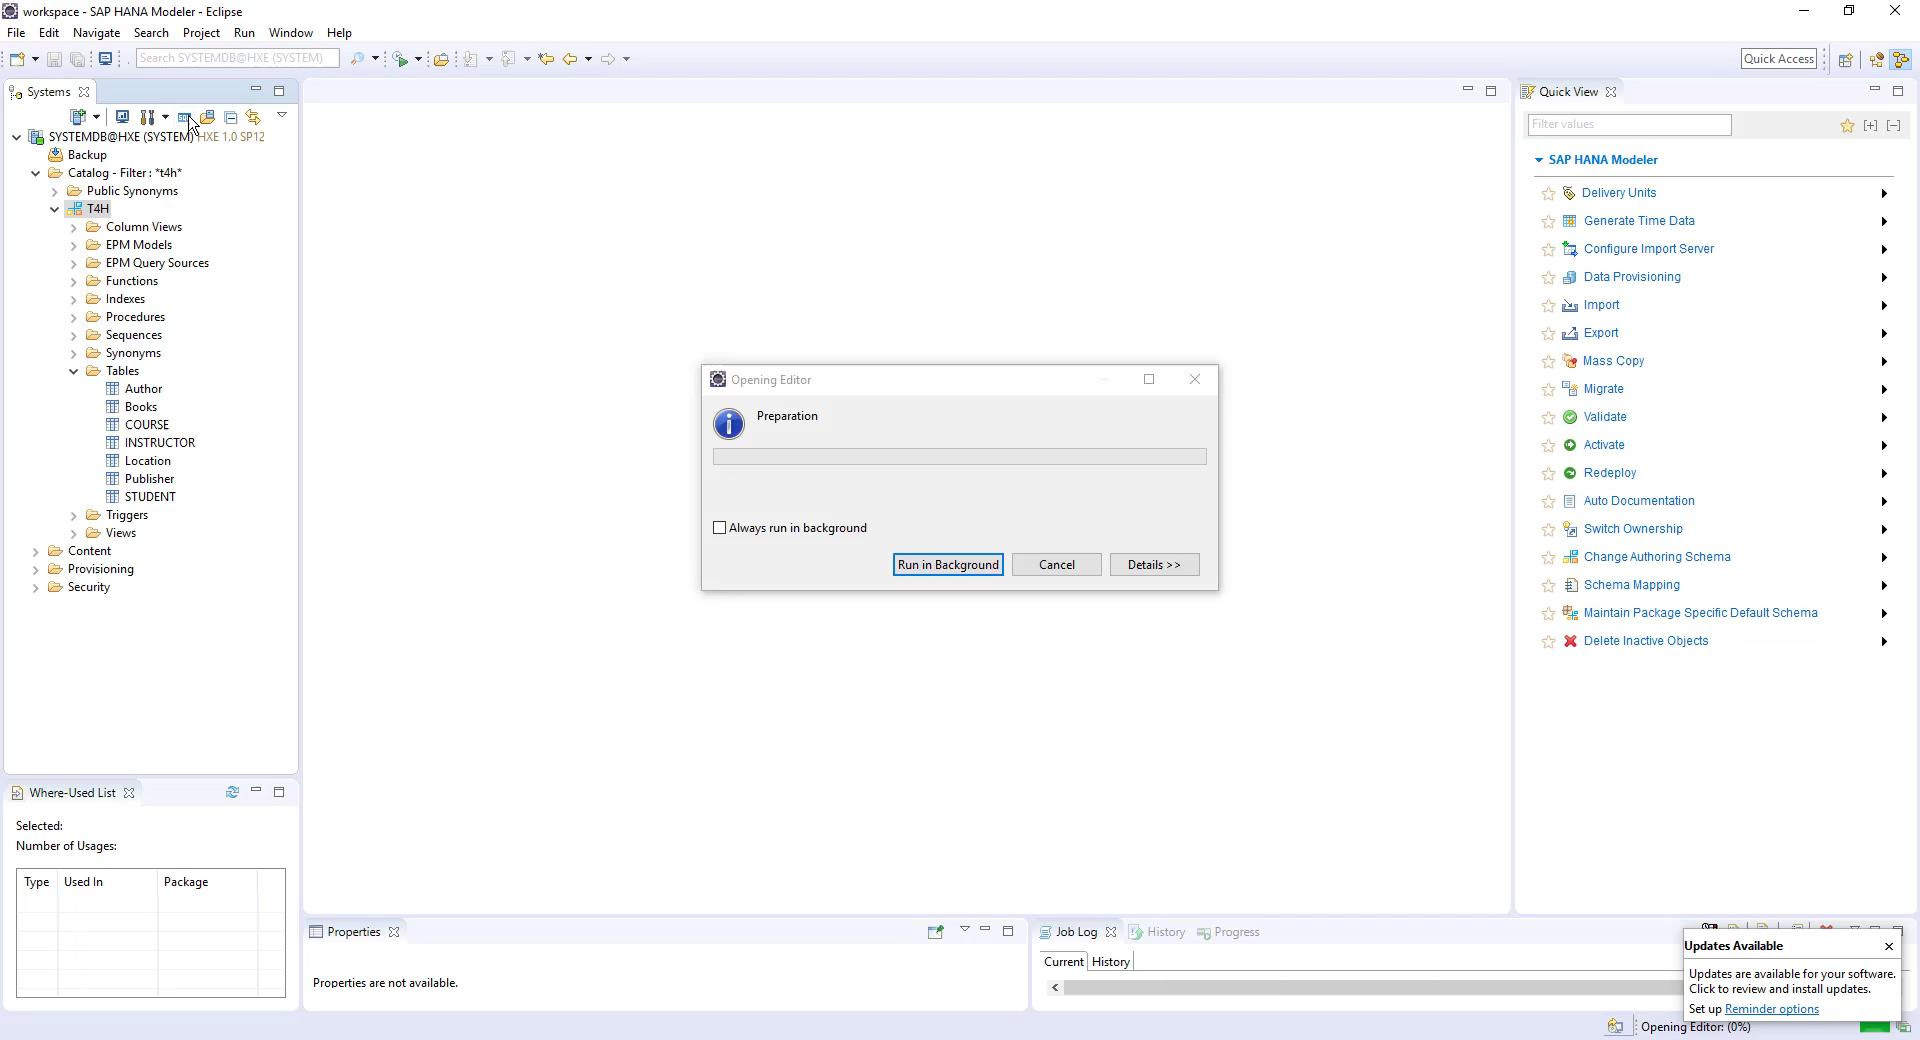 workspace - SAP HANA Modeler - Eclipse
File Edit Navigate Search Project Run Window Help
Search SYSTEMDB@HXE (SYSTEM)
Quick Access
Systems
SYSTEMDB@HXE (SYSTEM) HXE 1.0 SP12
Backup
Catalog - Filter : *t4h*
Public Synonyms
T4H
Column Views
EPM Models
EPM Query Sources
Functions
Indexes
Procedures
Sequences
Synonyms
Tables
Author
Books
COURSE
INSTRUCTOR
Location
Publisher
STUDENT
Triggers
Views
Content
Provisioning
Security
Where-Used List
Selected:
Number of Usages:
Type Used In Package
Opening Editor
Preparation
Always run in background
Run in Background Cancel Details >>
Properties
Properties are not available.
Job Log History Progress
Current History
Quick View
Filter values
SAP HANA Modeler
Delivery Units
Generate Time Data
Configure Import Server
Data Provisioning
Import
Export
Mass Copy
Migrate
Validate
Activate
Redeploy
Auto Documentation
Switch Ownership
Change Authoring Schema
Schema Mapping
Maintain Package Specific Default Schema
Delete Inactive Objects
Updates Available
Updates are available for your software.
Click to review and install updates.
Set up Reminder options
Opening Editor: (0%)